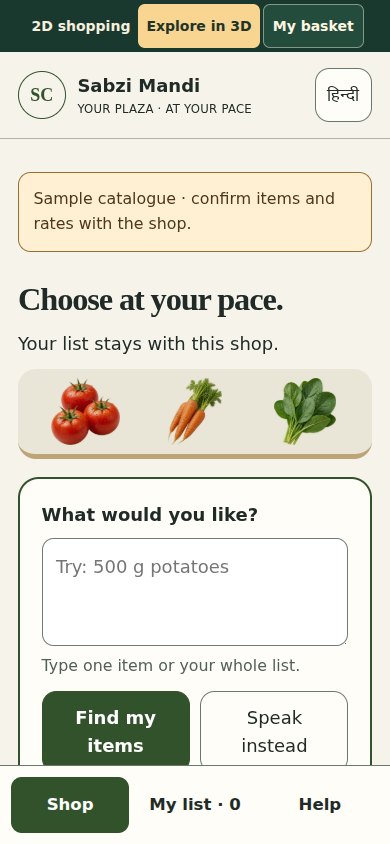 2D shopping
Explore in 3D
My basket
SC
Sabzi Mandi
YOUR PLAZA · AT YOUR PACE
हिन्दी
Sample catalogue · confirm items and
rates with the shop.
Choose at your pace.
Your list stays with this shop.
What would you like?
Try: 500 g potatoes
Type one item or your whole list.
Find my
items
Speak
instead
Shop
My list · 0
Help